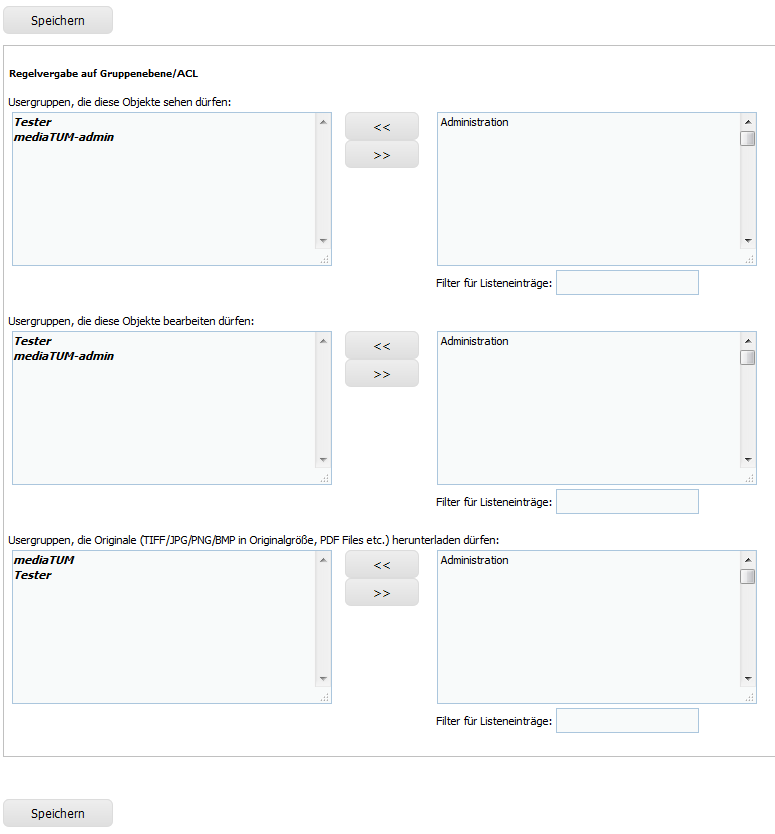 Speichern
Regelvergabe auf Gruppenebene/ACL
Usergruppen, die diese Objekte sehen dürfen:
Tester
mediaTUM-admin
<<
>>
Administration
Filter für Listeneinträge:
Usergruppen, die diese Objekte bearbeiten dürfen:
Tester
mediaTUM-admin
<<
>>
Administration
Filter für Listeneinträge:
Usergruppen, die Originale (TIFF/JPG/PNG/BMP in Originalgröße, PDF Files etc.) herunterladen dürfen:
mediaTUM
Tester
<<
>>
Administration
Filter für Listeneinträge:
Speichern